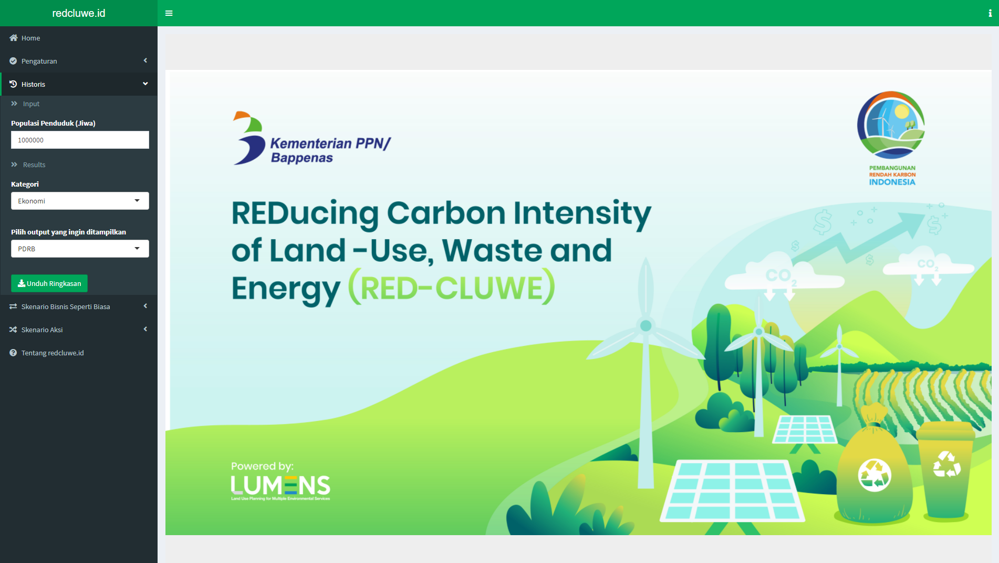 redcluwe.id
Home
Pengaturan
Historis
Input
Populasi Penduduk (Jiwa)
1000000
Results
Kategori
Ekonomi
Pilih output yang ingin ditampilkan
PDRB
Unduh Ringkasan
Skenario Bisnis Seperti Biasa
Skenario Aksi
Tentang redcluwe.id
Kementerian PPN/
Bappenas
PEMBANGUNAN
RENDAH KARBON
INDONESIA
REDucing Carbon Intensity
of Land -Use, Waste and
Energy (RED-CLUWE)
CO2
CO2
Powered by:
LUMENS
Land Use Planning for Multiple Environmental Services